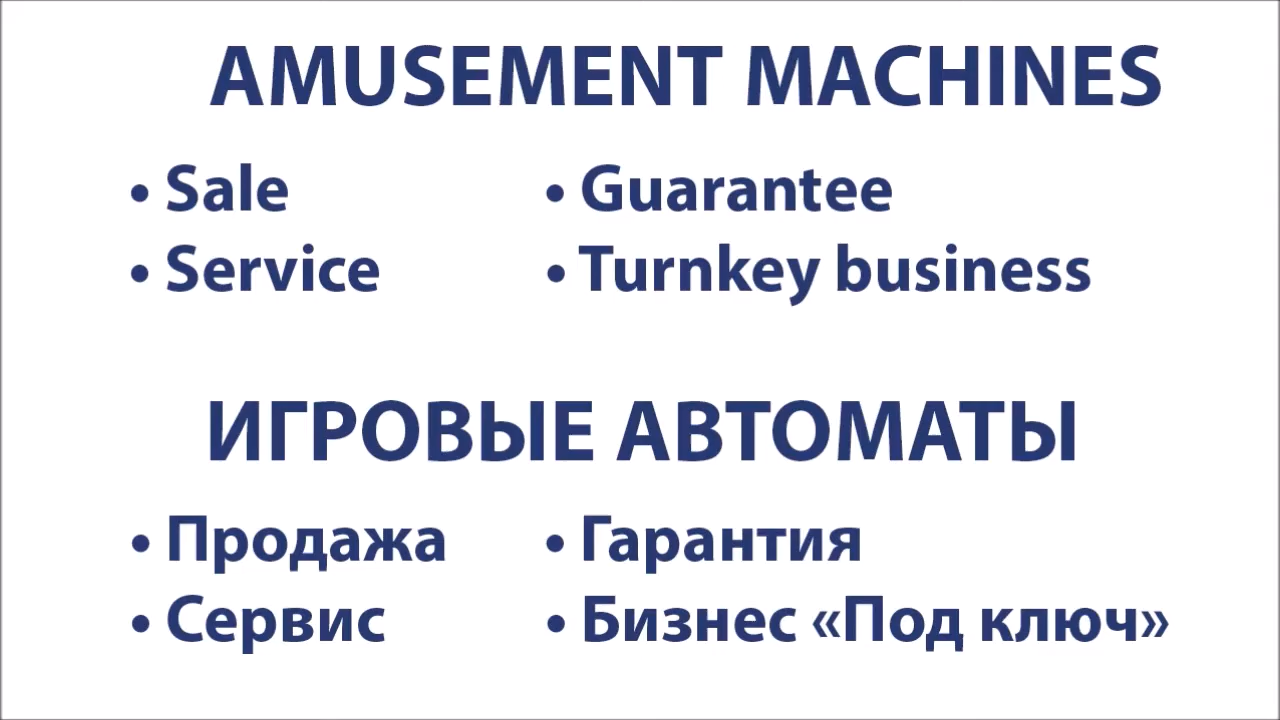 AMUSEMENT MACHINES
• Sale • Guarantee
• Service • Turnkey business
ИГРОВЫЕ АВТОМАТЫ
• Продажа • Гарантия
• Сервис • Бизнес «Под ключ»